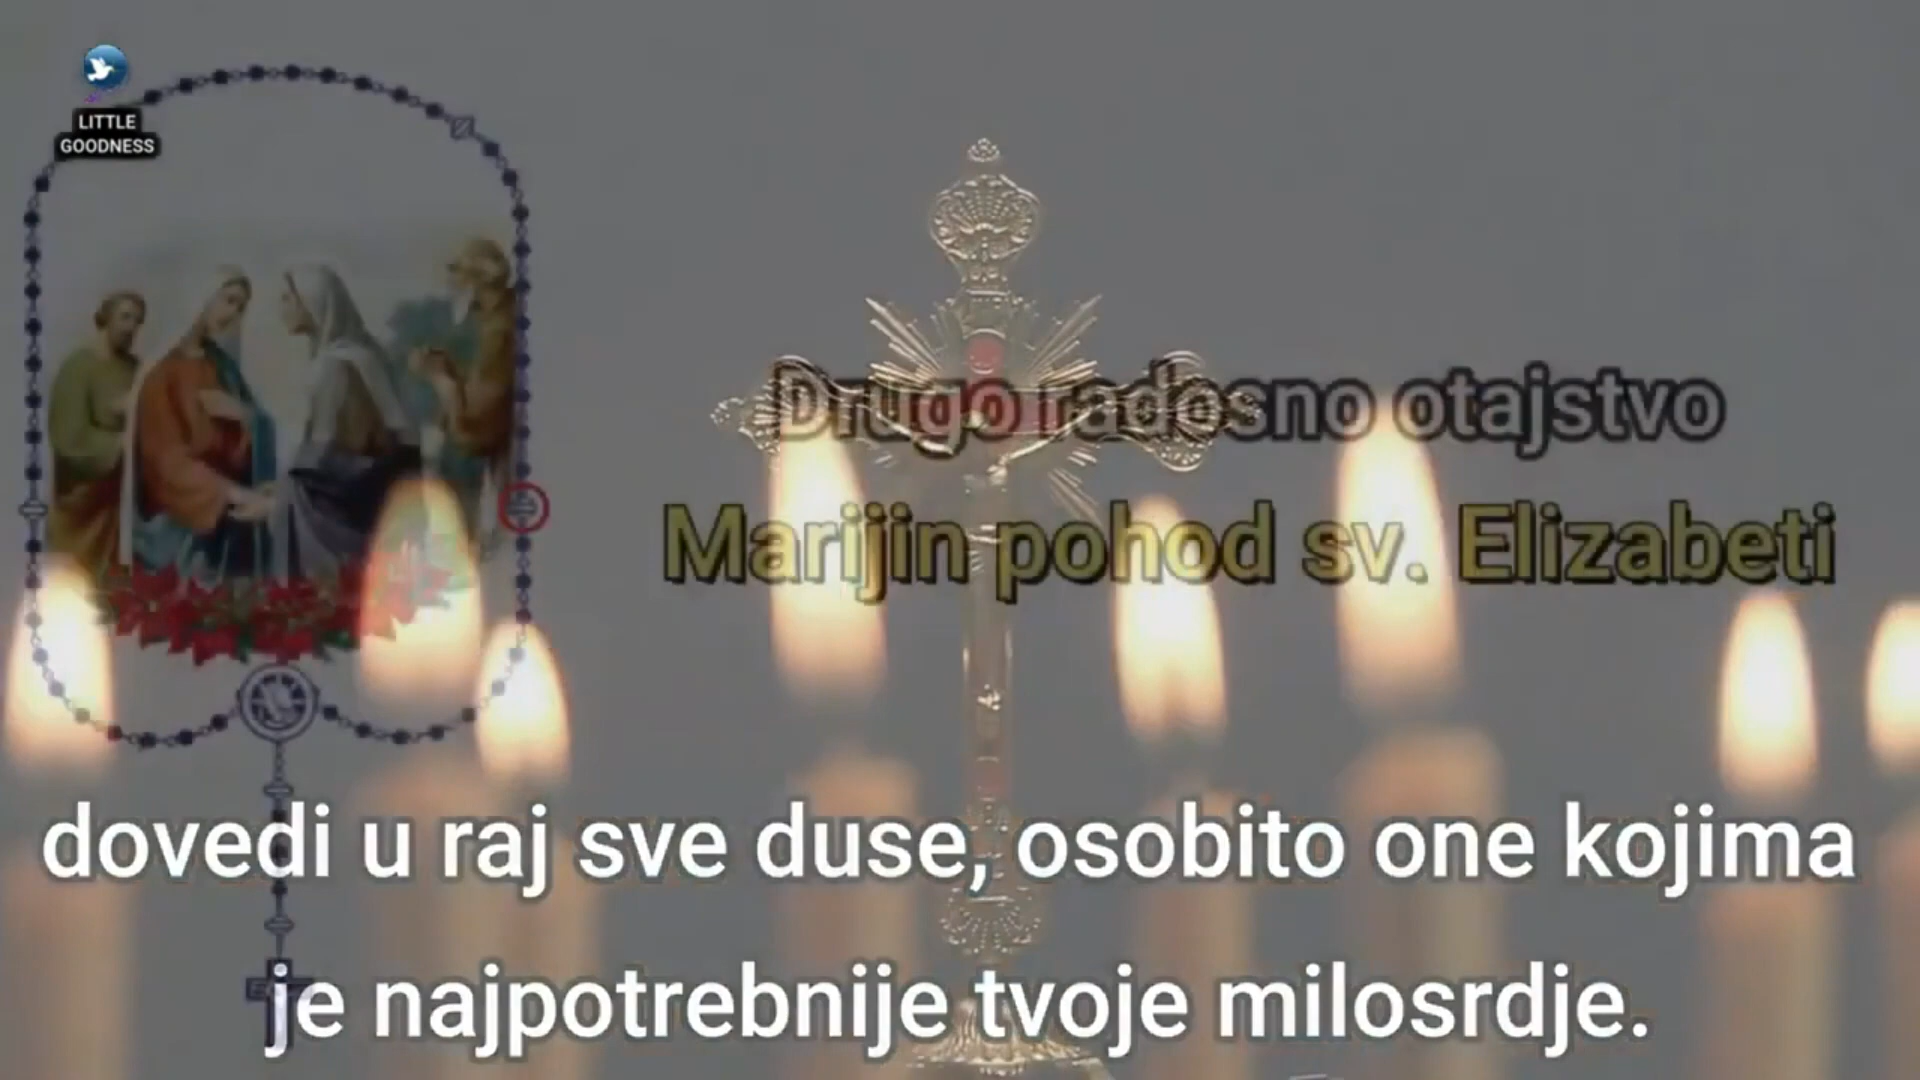 LITTLE
GOODNESS
Drugo radosno otajstvo
Marijin pohod sv. Elizabeti
dovedi u raj sve duse, osobito one kojima
je najpotrebnije tvoje milosrdje.